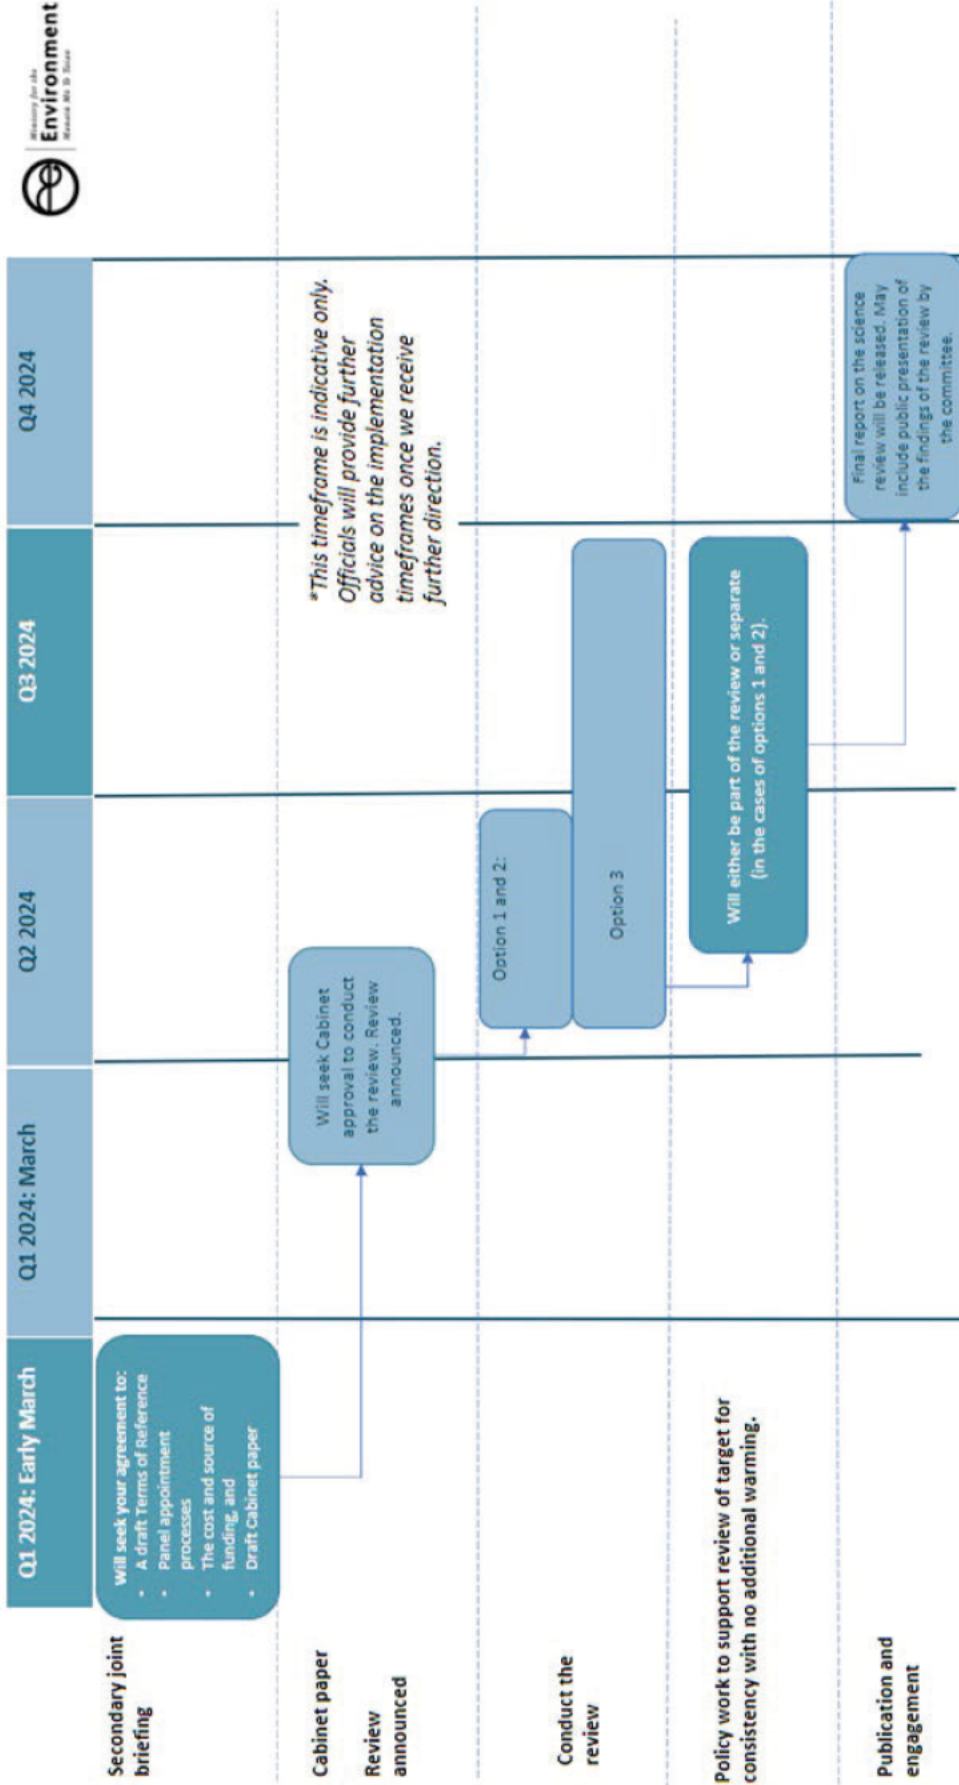 Ministry for the
Environment
Manatū Mō Te Taiao
Q1 2024: Early March
Q1 2024: March
Q2 2024
Q3 2024
Q4 2024
Secondary joint
briefing
Will seek your agreement to:
• A draft Terms of Reference
• Panel appointment
processes
• The cost and source of
funding, and
• Draft Cabinet paper
Cabinet paper
Review
announced
Will seek Cabinet
approval to conduct
the review. Review
announced.
*This timeframe is indicative only.
Officials will provide further
advice on the implementation
timeframes once we receive
further direction.
Conduct the
review
Option 1 and 2:
Option 3
Policy work to support review of target for
consistency with no additional warming.
Will either be part of the review or separate
(in the cases of options 1 and 2).
Publication and
engagement
Final report on the science
review will be released. May
include public presentation of
the findings of the review by
the committee.